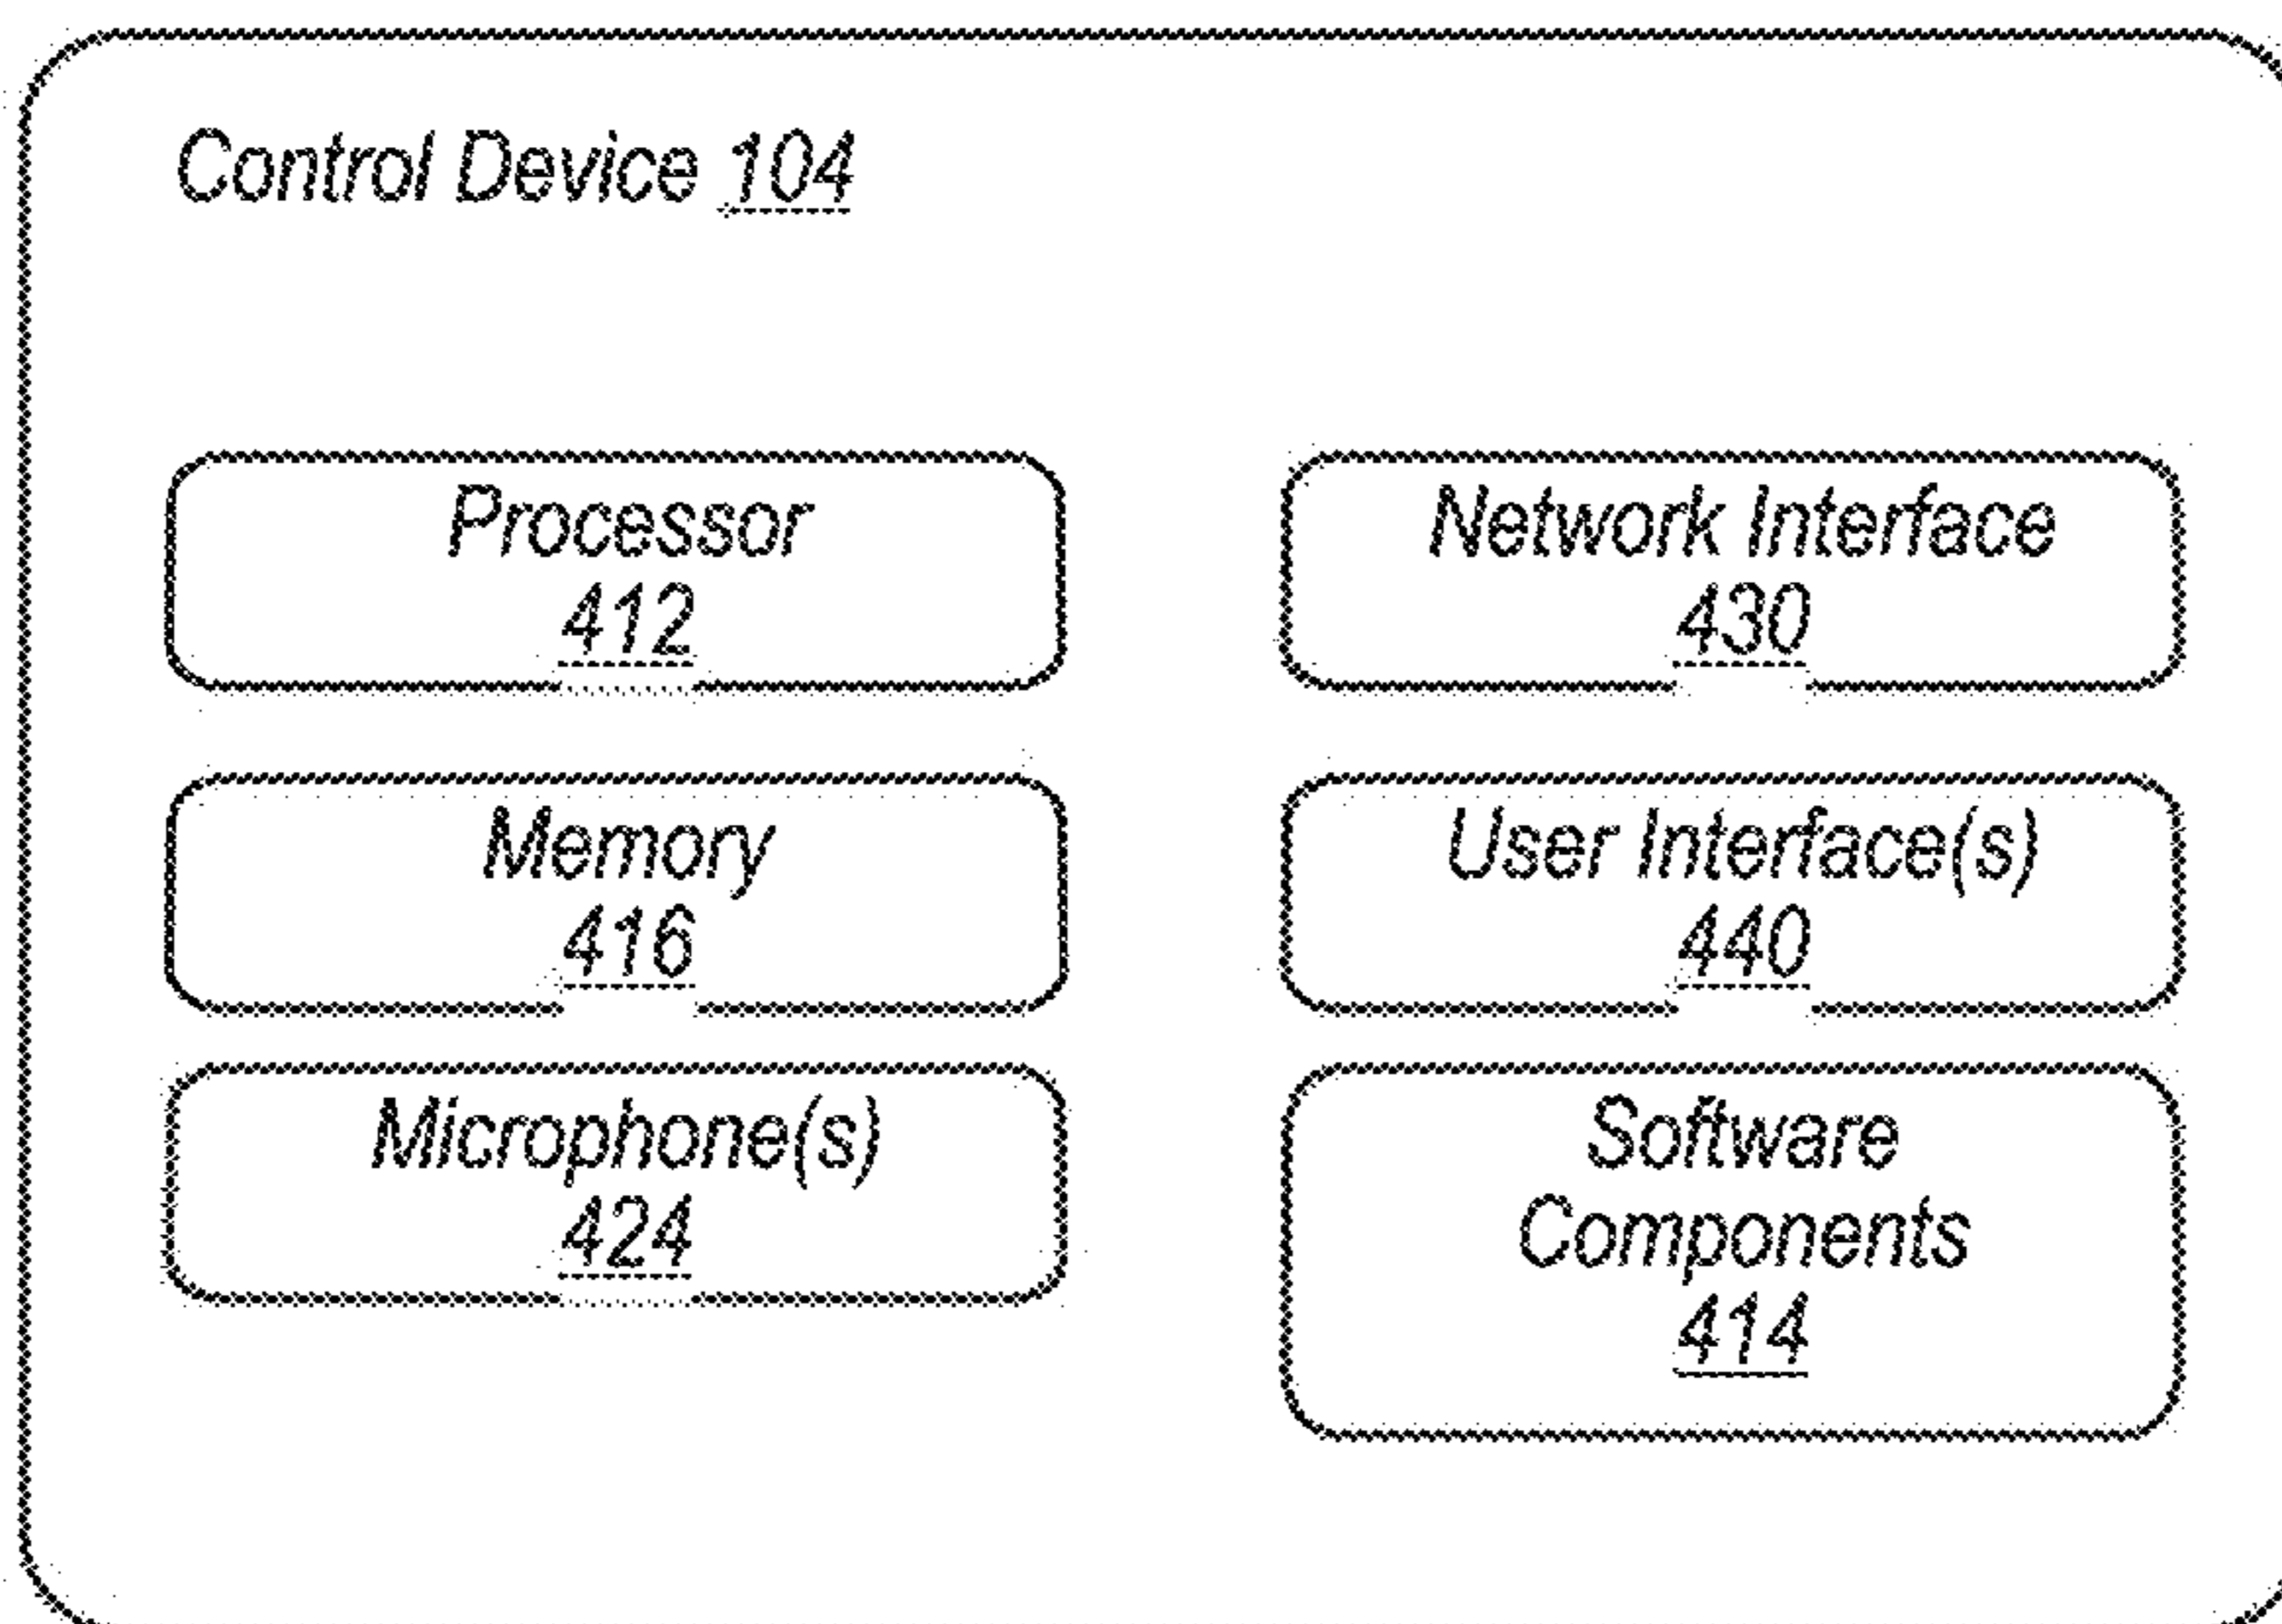 Control Device 104
Processor
412
Network Interface
430
Memory
416
User Interface(s)
440
Microphone(s)
424
Software
Components
414